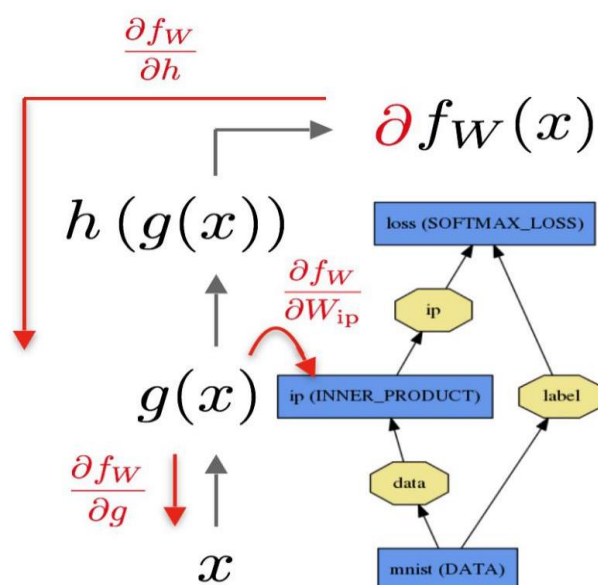 ∂f_W/∂h
∂f_W(x)
h (g(x))
loss (SOFTMAX_LOSS)
∂f_W/∂W_ip
ip
g(x)
ip (INNER_PRODUCT)
label
∂f_W/∂g
data
x
mnist (DATA)